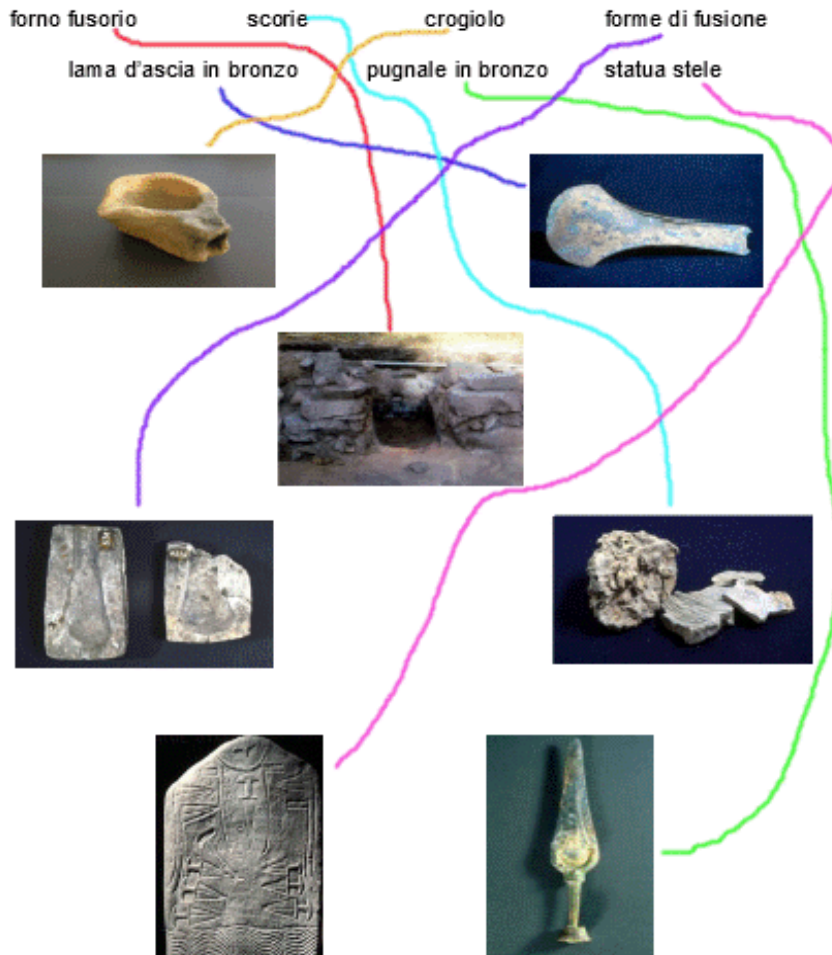 forno fusorio scorie crogiolo forme di fusione
lama d'ascia in bronzo pugnale in bronzo statua stele